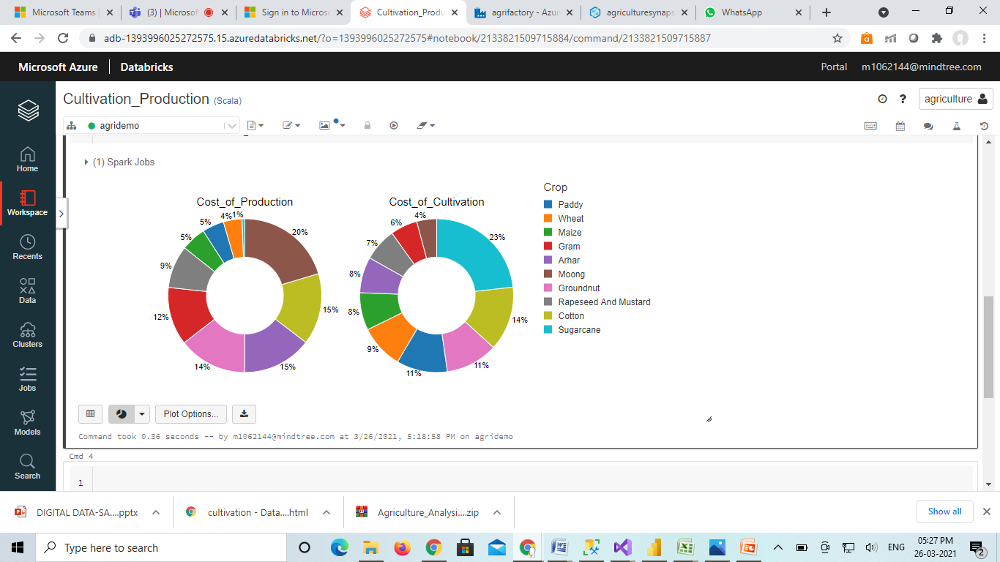 Microsoft Teams
(3) | Microsof
Sign in to Micros
Cultivation_Produ
agrifactory - Azur
agriculturesynaps
WhatsApp
adb-1393996025272575.15.azuredatabricks.net/?o=1393996025272575#notebook/2133821509715884/command/2133821509715887
Microsoft Azure
Databricks
Portal
m1062144@mindtree.com
Cultivation_Production (Scala)
? agriculture
agridemo
Home
Workspace
Recents
Data
Clusters
Jobs
Models
Search
(1) Spark Jobs
Cost_of_Production
20%
15%
15%
14%
12%
9%
5%
5%
4%
1%
Cost_of_Cultivation
23%
14%
11%
11%
9%
8%
8%
7%
6%
4%
Crop
Paddy
Wheat
Maize
Gram
Arhar
Moong
Groundnut
Rapeseed And Mustard
Cotton
Sugarcane
Plot Options...
Command took 0.36 seconds -- by m1062144@mindtree.com at 3/26/2021, 5:18:58 PM on agridemo
Cmd 4
1
DIGITAL DATA-SA....pptx
cultivation - Data....html
Agriculture_Analysi....zip
Show all
Type here to search
ENG
05:27 PM
26-03-2021
2